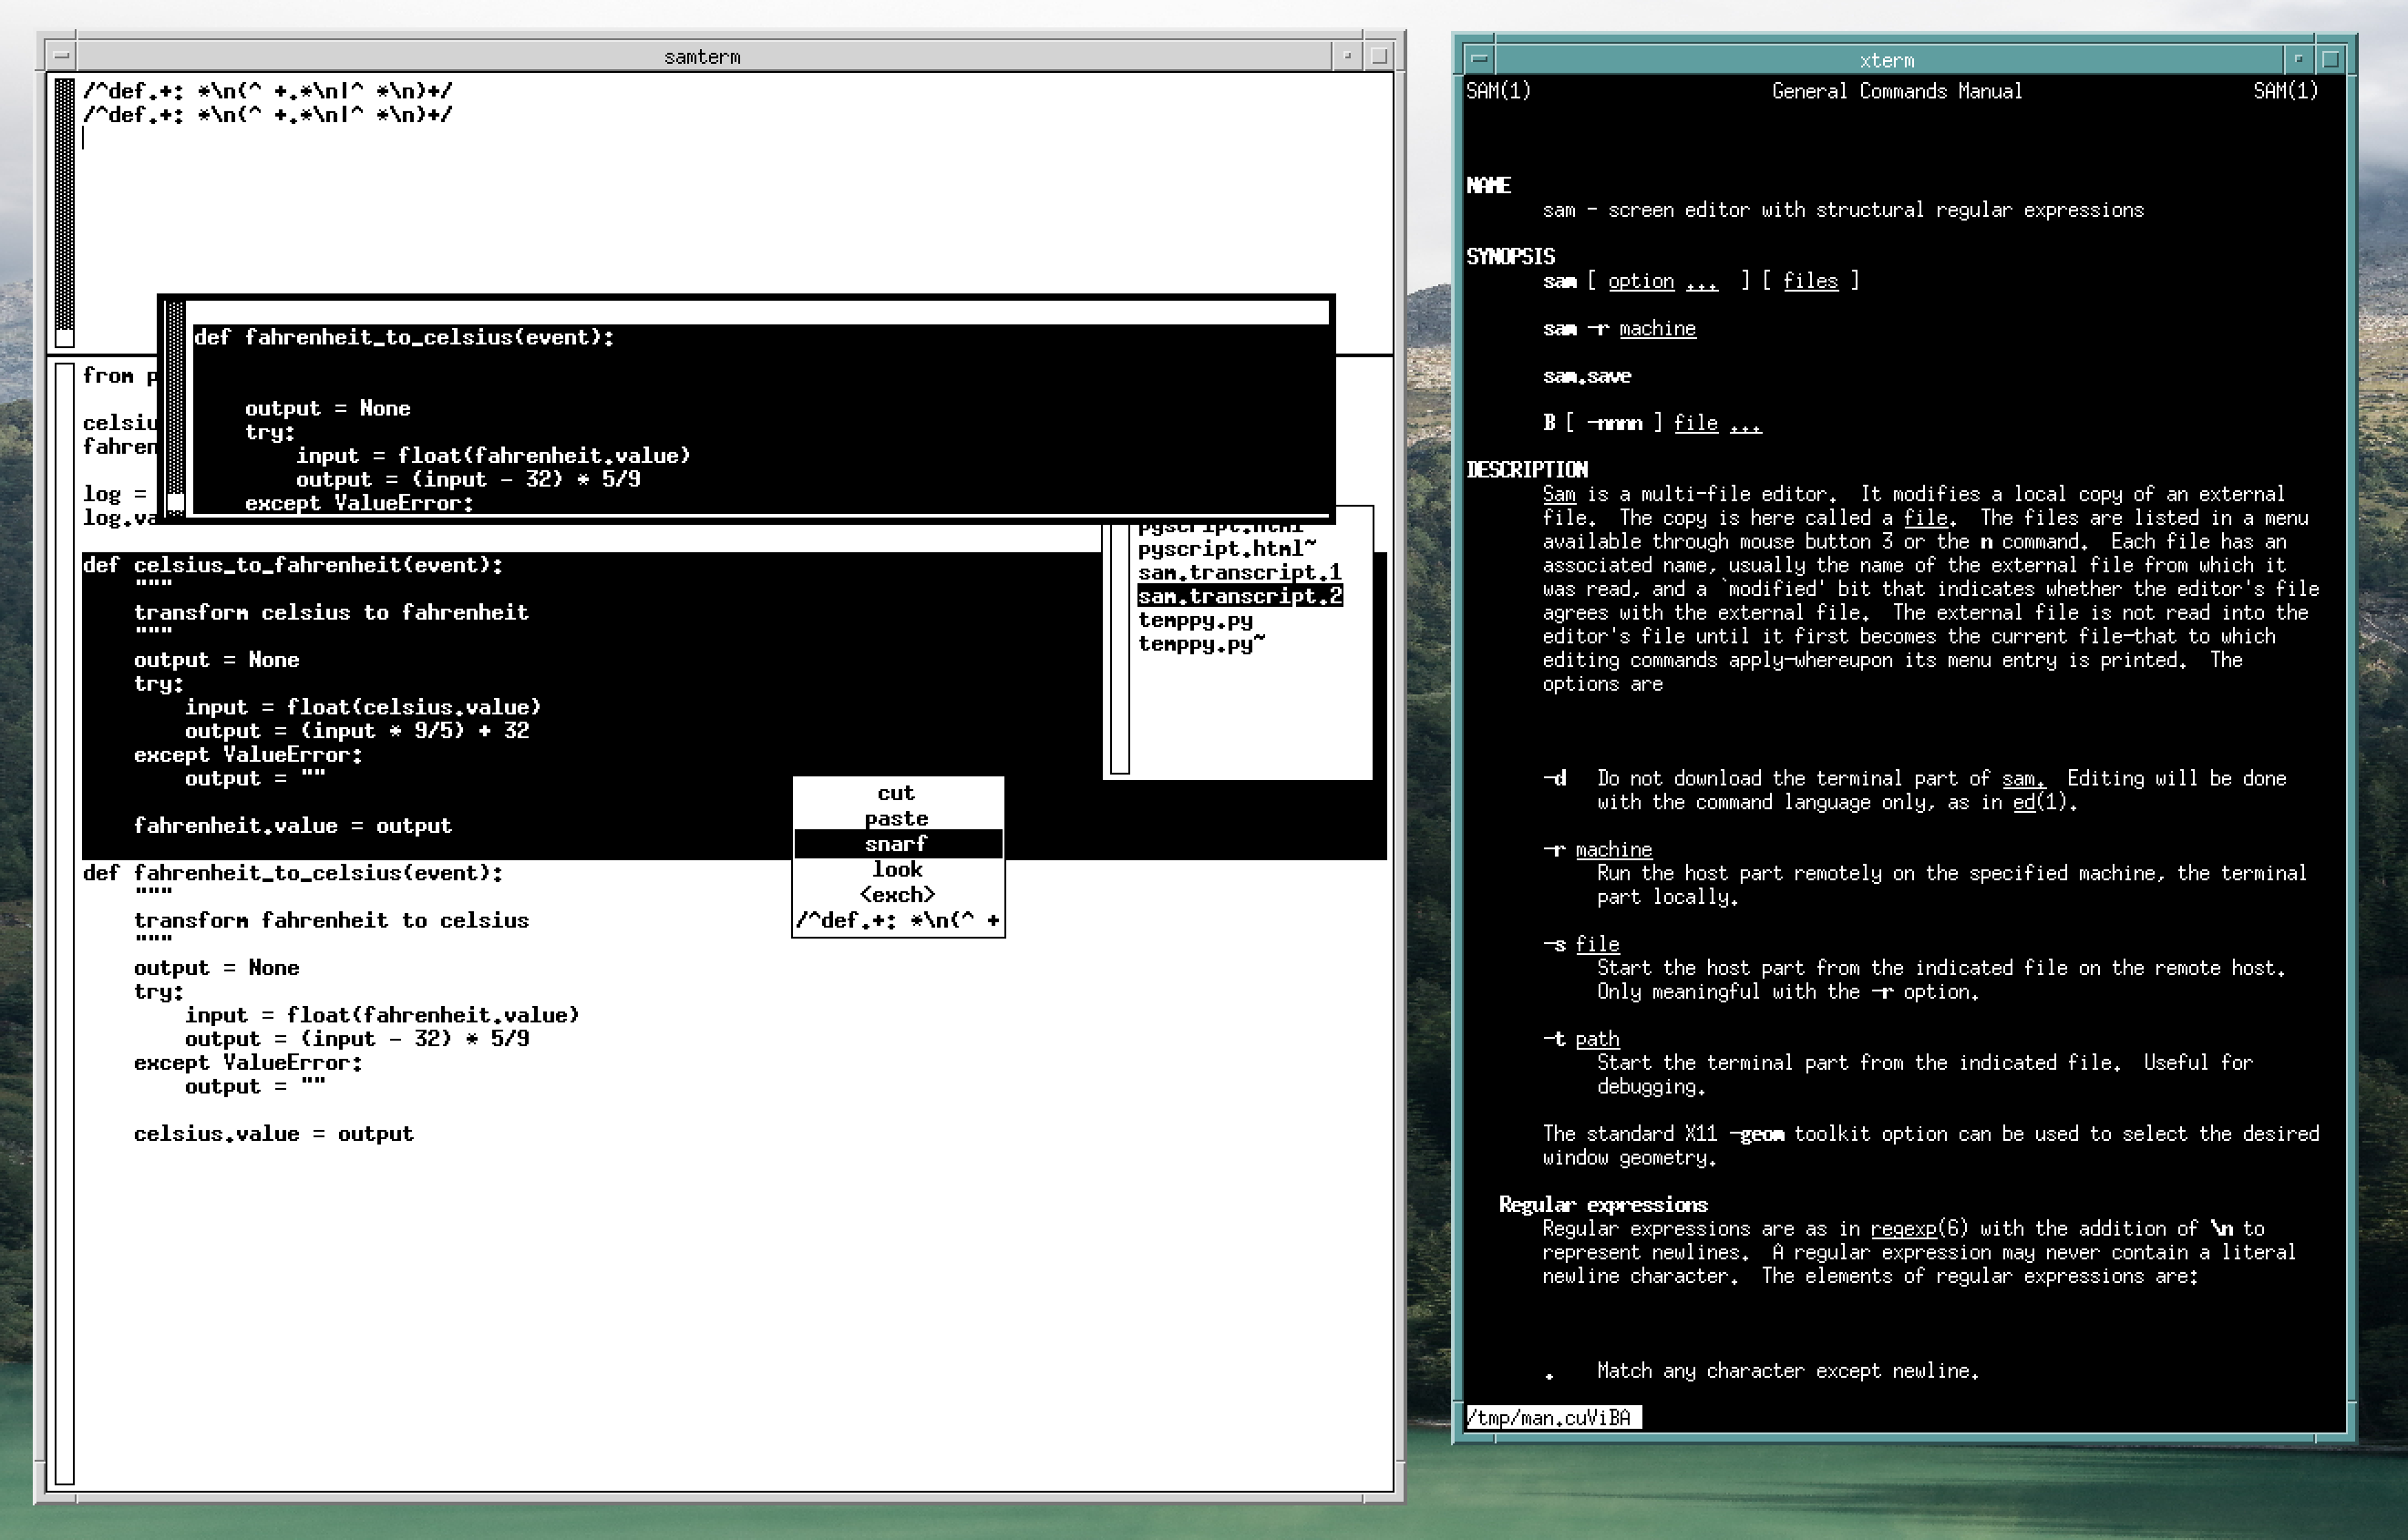 samterm
/^def.+: *\n(^ +.*\n|^ *\n)+/
/^def.+: *\n(^ +.*\n|^ *\n)+/
def fahrenheit_to_celsius(event):
output = None
try:
input = float(fahrenheit.value)
output = (input - 32) * 5/9
except ValueError:
from p
celsiu
fahren
log =
log.va
def celsius_to_fahrenheit(event):
"""
transform celsius to fahrenheit
"""
output = None
try:
input = float(celsius.value)
output = (input * 9/5) + 32
except ValueError:
output = ""
fahrenheit.value = output
def fahrenheit_to_celsius(event):
"""
transform fahrenheit to celsius
"""
output = None
try:
input = float(fahrenheit.value)
output = (input - 32) * 5/9
except ValueError:
output = ""
celsius.value = output
pyscript.html
pyscript.html~
sam.transcript.1
sam.transcript.2
temppy.py
temppy.py~
cut
paste
snarf
look
<exch>
/^def.+: *\n(^ +
xterm
SAM(1) General Commands Manual SAM(1)
NAME
sam - screen editor with structural regular expressions
SYNOPSIS
sam [ option ... ] [ files ]
sam -r machine
sam.save
B [ -nnnn ] file ...
DESCRIPTION
Sam is a multi-file editor. It modifies a local copy of an external
file. The copy is here called a file. The files are listed in a menu
available through mouse button 3 or the n command. Each file has an
associated name, usually the name of the external file from which it
was read, and a `modified' bit that indicates whether the editor's file
agrees with the external file. The external file is not read into the
editor's file until it first becomes the current file—that to which
editing commands apply—whereupon its menu entry is printed. The
options are
-d Do not download the terminal part of sam. Editing will be done
with the command language only, as in ed(1).
-r machine
Run the host part remotely on the specified machine, the terminal
part locally.
-s file
Start the host part from the indicated file on the remote host.
Only meaningful with the -r option.
-t path
Start the terminal part from the indicated file. Useful for
debugging.
The standard X11 -geom toolkit option can be used to select the desired
window geometry.
Regular expressions
Regular expressions are as in regexp(6) with the addition of \n to
represent newlines. A regular expression may never contain a literal
newline character. The elements of regular expressions are:
. Match any character except newline.
/tmp/man.cuViBA